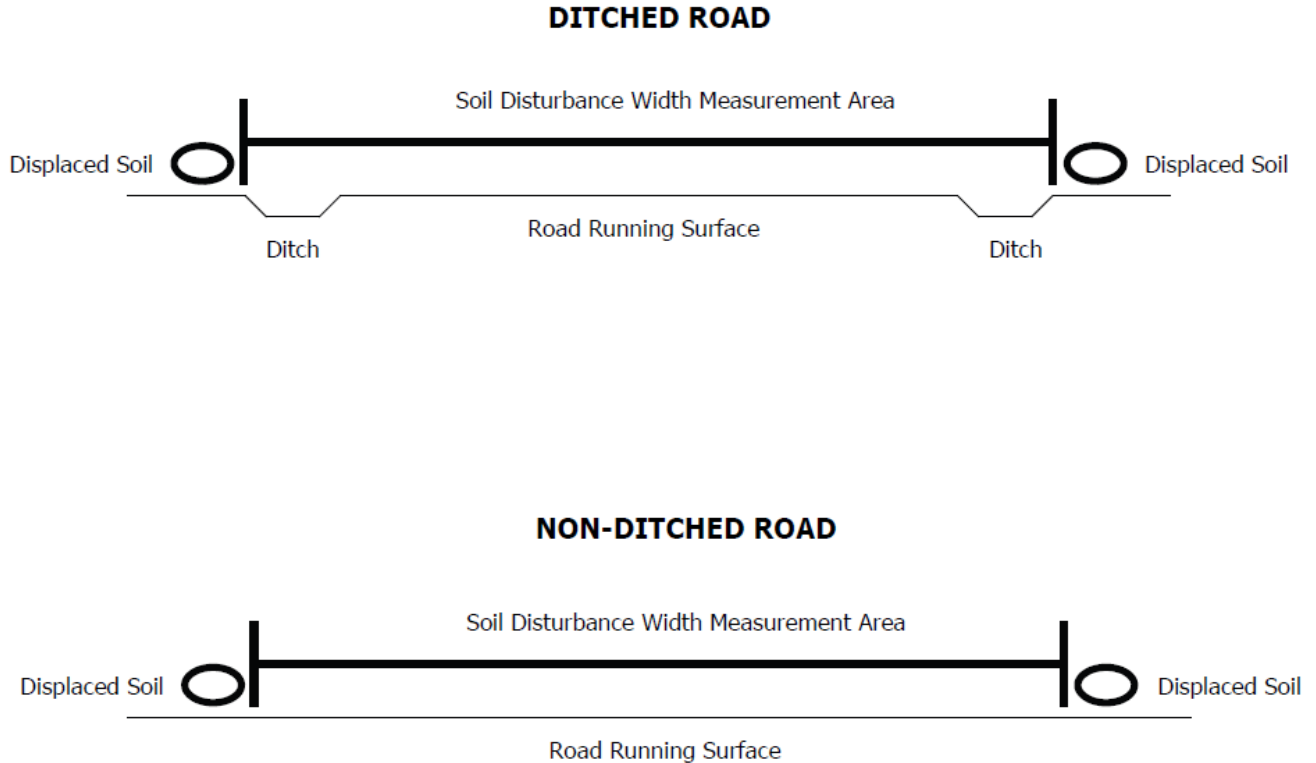 DITCHED ROAD
Soil Disturbance Width Measurement Area
Displaced Soil
Displaced Soil
Road Running Surface
Ditch
Ditch
NON-DITCHED ROAD
Soil Disturbance Width Measurement Area
Displaced Soil
Displaced Soil
Road Running Surface